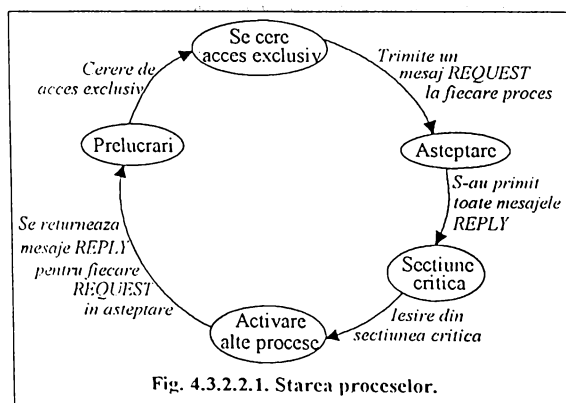 Se cere
acces exclusiv
Trimite un
mesaj REQUEST
la fiecare proces
Cerere de
acces exclusiv
Prelucrari
Asteptare
S-au primit
toate mesajele
REPLY
Se returneaza
mesaje REPLY
pentru fiecare
REQUEST
in asteptare
Sectiune
critica
Activare
alte procese
Iesire din
sectiunea critica
Fig. 4.3.2.2.1. Starea proceselor.